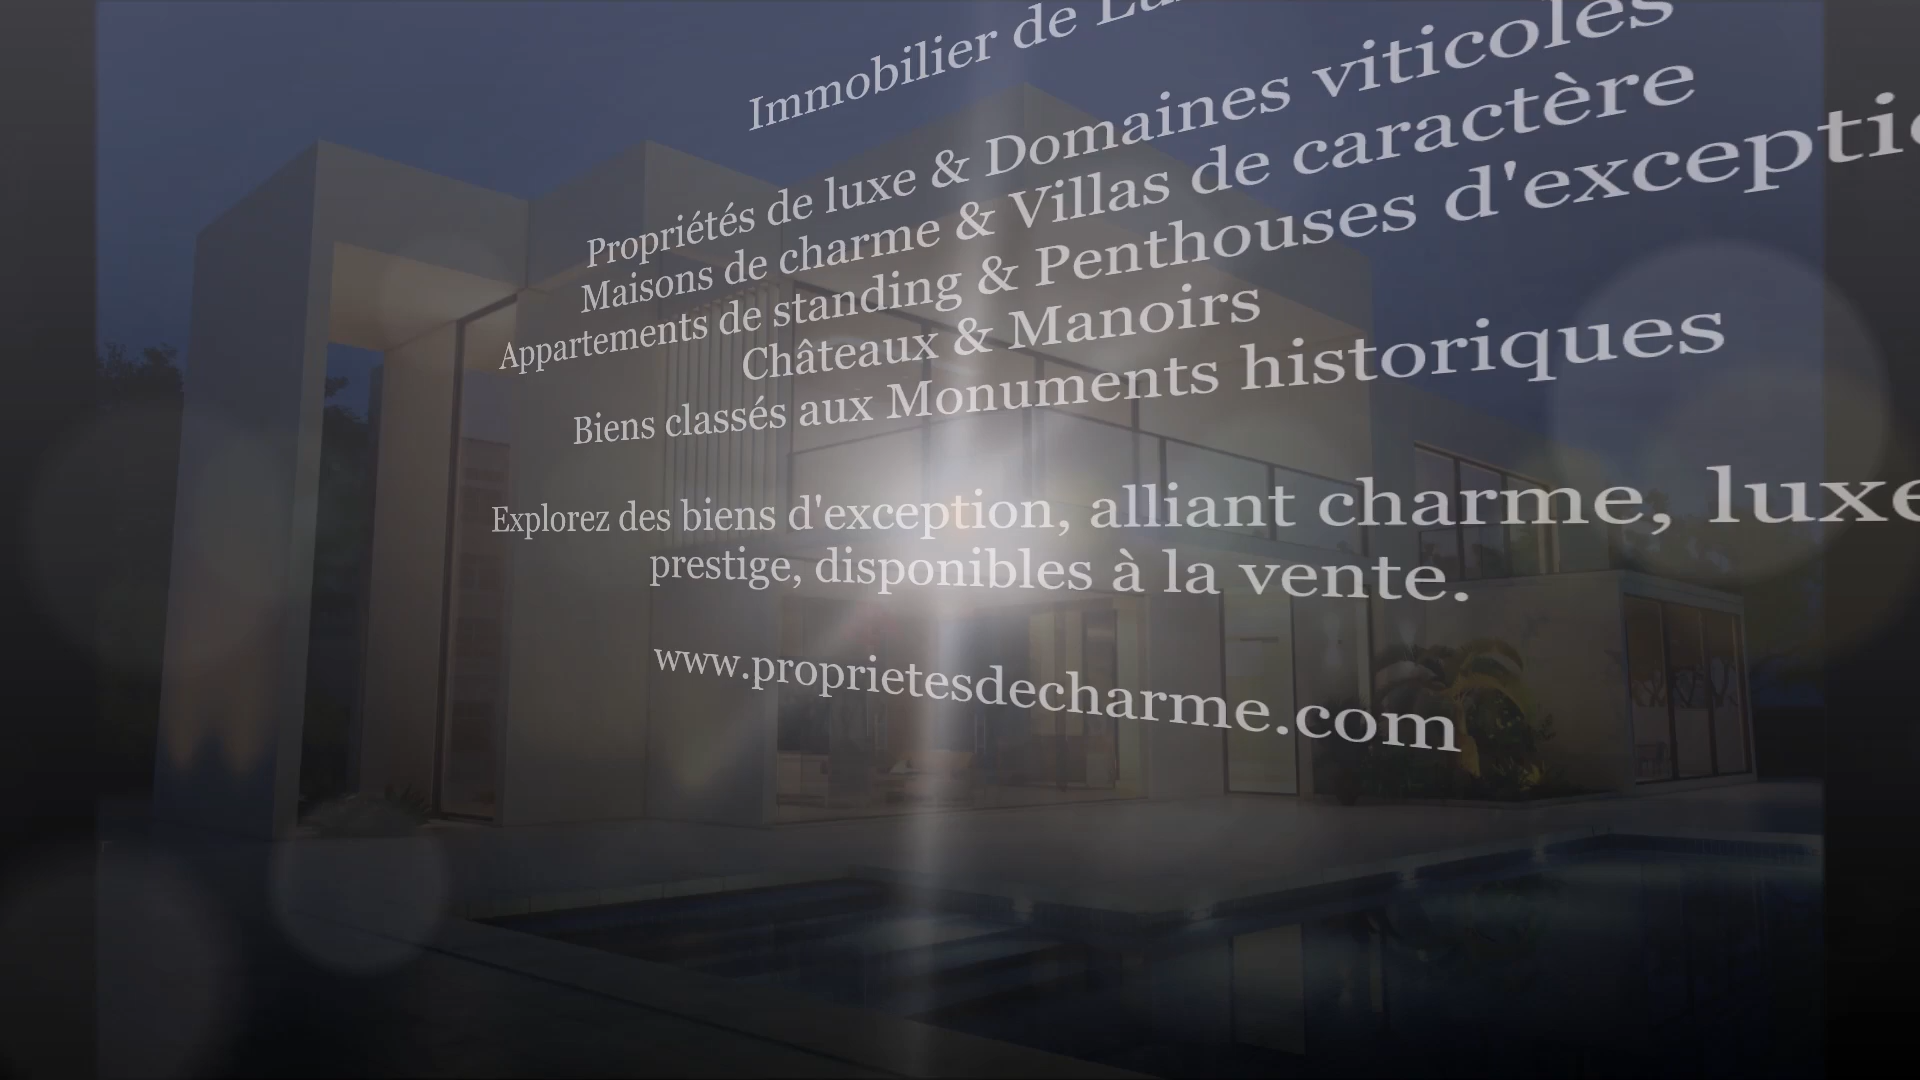 Immobilier de
Propriétés de luxe & Domaines viticoles
Maisons de charme & Villas de caractère
Appartements de standing & Penthouses
Châteaux & Manoirs
Biens classés aux Monuments historiques
Explorez des biens d'exception, alliant charme, luxe
prestige, disponibles à la vente.
www.proprietesdecharme.com